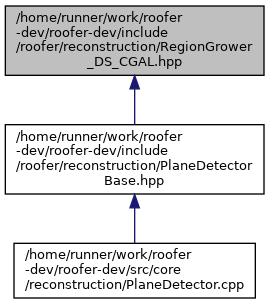 /home/runner/work/roofer
-dev/roofer-dev/include
/roofer/reconstruction/RegionGrower
_DS_CGAL.hpp
/home/runner/work/roofer
-dev/roofer-dev/include
/roofer/reconstruction/PlaneDetector
Base.hpp
/home/runner/work/roofer
-dev/roofer-dev/src/core
/reconstruction/PlaneDetector.cpp